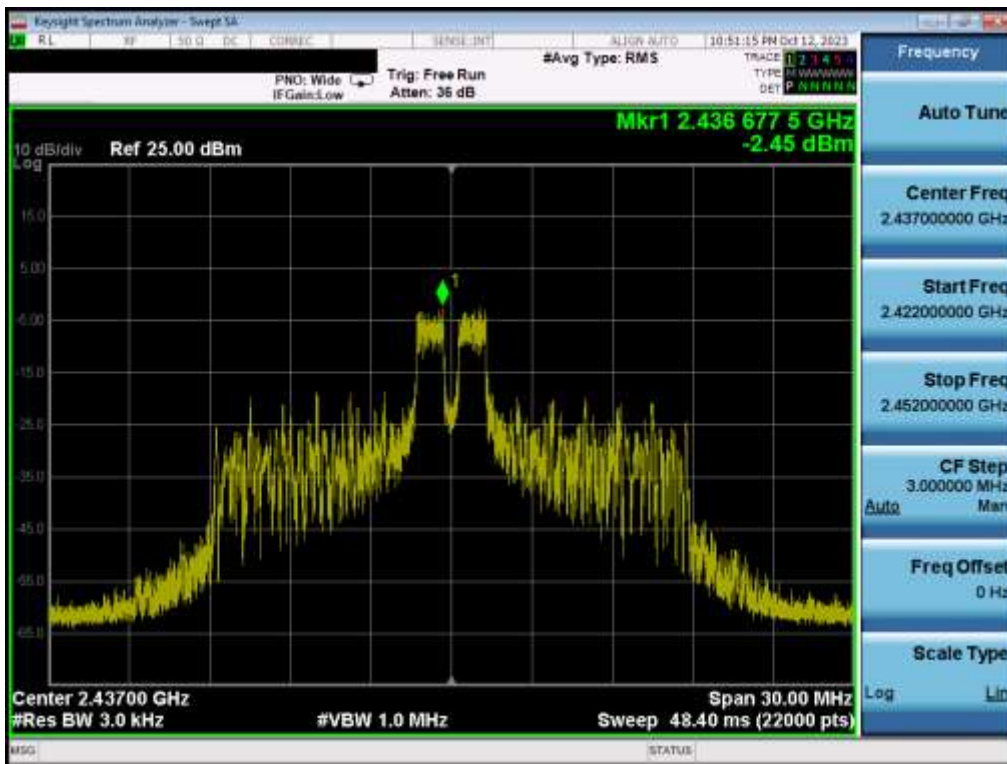 Keysight Spectrum Analyzer - Swept SA
RL RF 50 Ω DC CORREC SENSE:INT ALIGN AUTO 10:51:15 PM Oct 12, 2023
PNO: Wide
IFGain:Low
Trig: Free Run
Atten: 36 dB
#Avg Type: RMS
TRACE 1 2 3 4 5 6
TYPE M W W W W W
DET P N N N N N
Mkr1 2.436 677 5 GHz
-2.45 dBm
10 dB/div Ref 25.00 dBm
Log
15.0
5.00
-5.00
-15.0
-25.0
-35.0
-45.0
-55.0
-65.0
1
Center 2.43700 GHz
Span 30.00 MHz
#Res BW 3.0 kHz
#VBW 1.0 MHz
Sweep 48.40 ms (22000 pts)
MSG
STATUS
Frequency
Auto Tune
Center Freq
2.437000000 GHz
Start Freq
2.422000000 GHz
Stop Freq
2.452000000 GHz
CF Step
3.000000 MHz
Auto Man
Freq Offset
0 Hz
Scale Type
Log Lin